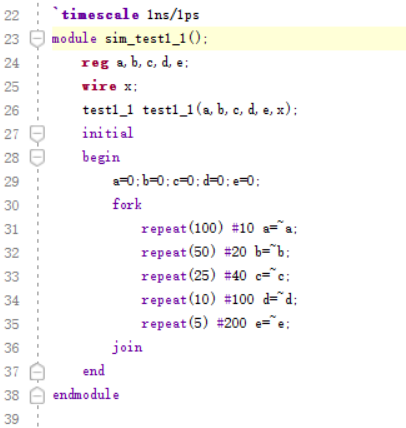 22 `timescale 1ns/1ps
23 module sim_test1_1();
24 reg a,b,c,d,e;
25 wire x;
26 test1_1 test1_1(a,b,c,d,e,x);
27 initial
28 begin
29 a=0;b=0;c=0;d=0;e=0;
30 fork
31 repeat(100) #10 a=~a;
32 repeat(50) #20 b=~b;
33 repeat(25) #40 c=~c;
34 repeat(10) #100 d=~d;
35 repeat(5) #200 e=~e;
36 join
37 end
38 endmodule
39